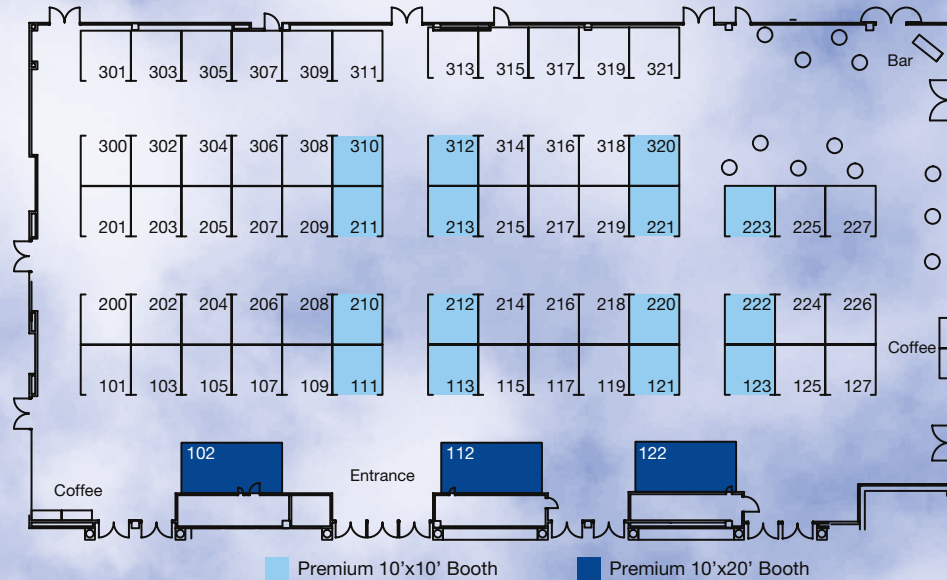 Bar
301 303 305 307 309 311 313 315 317 319 321
300 302 304 306 308 310 312 314 316 318 320
201 203 205 207 209 211 213 215 217 219 221 223 225 227
200 202 204 206 208 210 212 214 216 218 220 222 224 226
Coffee
101 103 105 107 109 111 113 115 117 119 121 123 125 127
102 112 122
Entrance
Coffee
Premium 10’x10’ Booth Premium 10’x20’ Booth